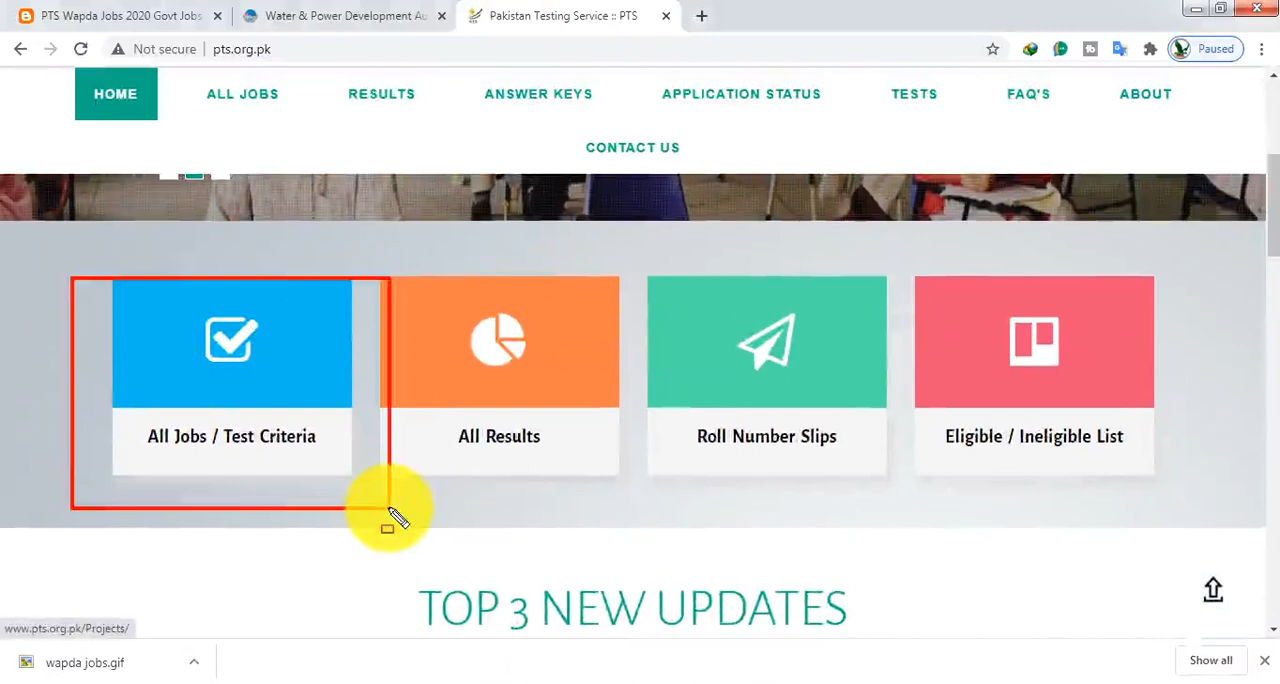 PTS Wapda Jobs 2020 Govt Jobs
Water & Power Development Au
Pakistan Testing Service :: PTS
Not secure
pts.org.pk
Paused
HOME
ALL JOBS
RESULTS
ANSWER KEYS
APPLICATION STATUS
TESTS
FAQ'S
ABOUT
CONTACT US
All Jobs / Test Criteria
All Results
Roll Number Slips
Eligible / Ineligible List
TOP 3 NEW UPDATES
www.pts.org.pk/Projects/
wapda jobs.gif
Show all